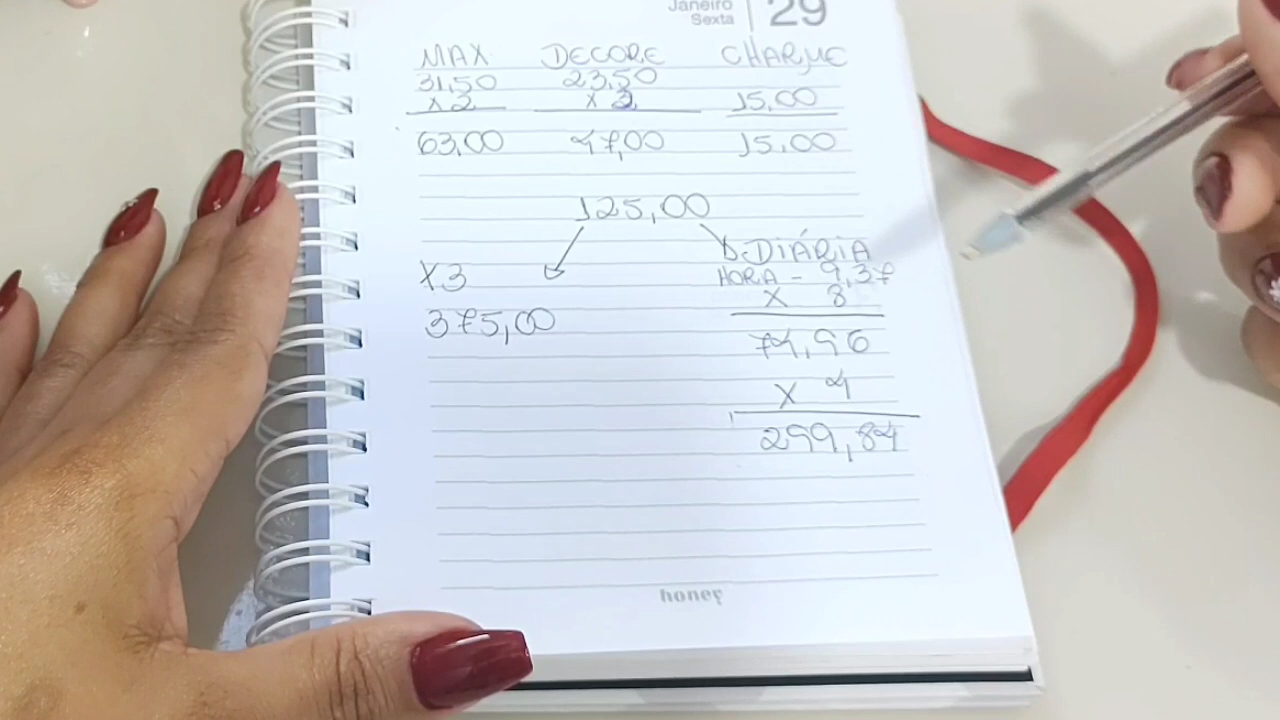 Janeiro
Sexta
29
MAX DECORE CHARME
31,50 23,50
x2 x2 15,00
63,00 47,00 15,00
125,00
DIÁRIA
X3 HORA - 9,37
x 8
375,00
74,96
x 4
299,84
honey